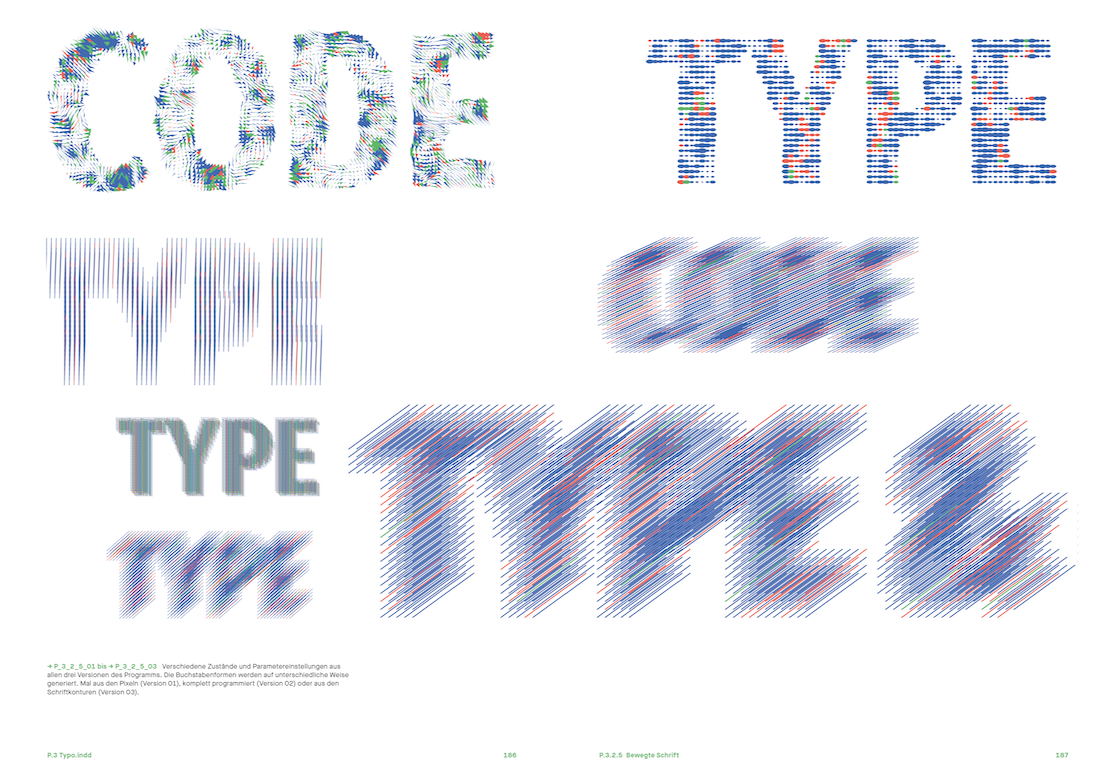 CODE
TYPE
TYPE
CODE
TYPE
TYPE &
TYPE
→ P_3_2_5_01 bis → P_3_2_5_03 Verschiedene Zustände und Parametereinstellungen aus
allen drei Versionen des Programms. Die Buchstabenformen werden auf unterschiedliche Weise
generiert. Mal aus den Pixeln (Version 01), komplett programmiert (Version 02) oder aus den
Schriftkonturen (Version 03).
P.3 Typo.indd
186
P.3.2.5 Bewegte Schrift
187